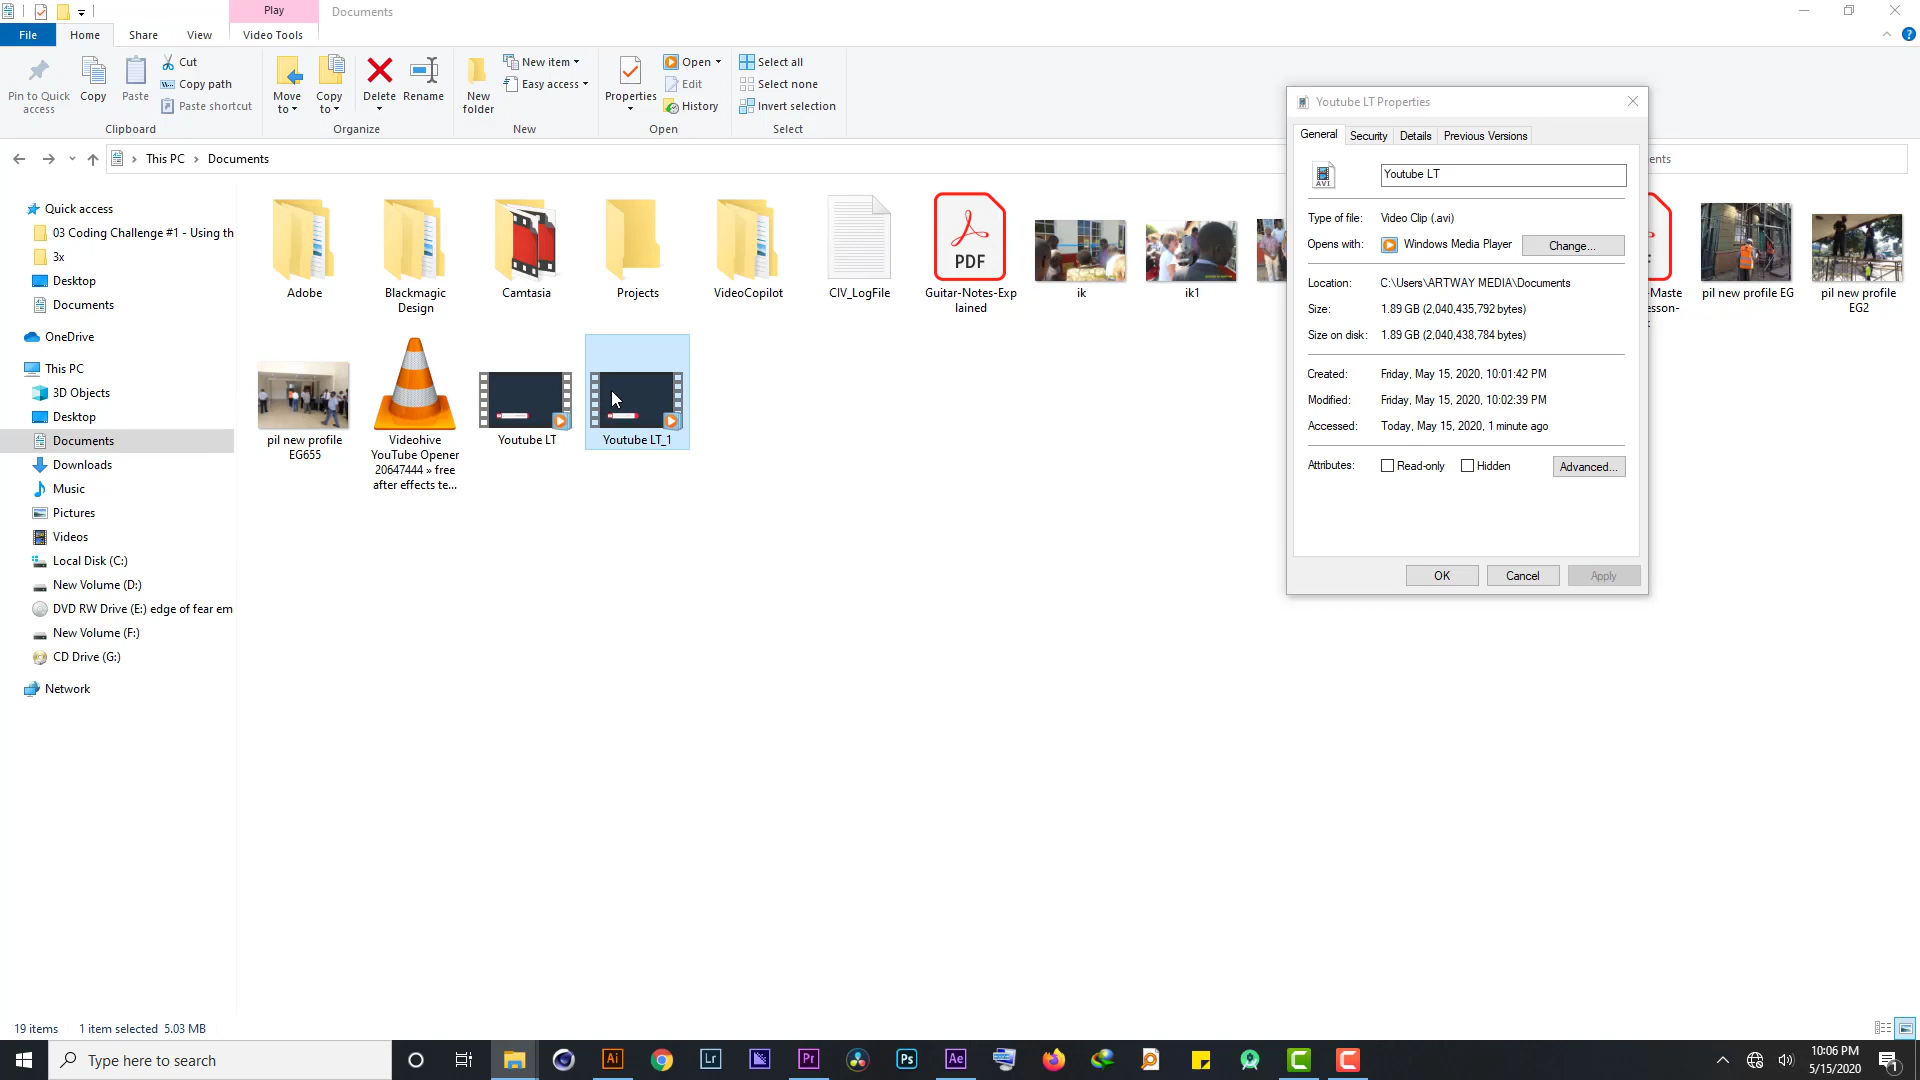 Play
Documents
File
Home
Share
View
Video Tools
Pin to Quick
access
Copy
Paste
Cut
Copy path
Paste shortcut
Clipboard
Move
to
Copy
to
Delete
Rename
Organize
New
folder
New item
Easy access
New
Properties
Open
Edit
History
Open
Select all
Select none
Invert selection
Select
This PC
Documents
ents
Quick access
03 Coding Challenge #1 - Using th
3x
Desktop
Documents
OneDrive
This PC
3D Objects
Desktop
Documents
Downloads
Music
Pictures
Videos
Local Disk (C:)
New Volume (D:)
DVD RW Drive (E:) edge of fear em
New Volume (F:)
CD Drive (G:)
Network
Adobe
Blackmagic
Design
Camtasia
Projects
VideoCopilot
CIV_LogFile
PDF
Guitar-Notes-Exp
lained
ik
ik1
-Maste
esson-
pil new profile EG
pil new profile
EG2
pil new profile
EG655
Videohive
YouTube Opener
20647444 » free
after effects te...
Youtube LT
Youtube LT_1
Youtube LT Properties
General
Security
Details
Previous Versions
AVI
Youtube LT
Type of file: Video Clip (.avi)
Opens with: Windows Media Player
Change...
Location: C:\Users\ARTWAY MEDIA\Documents
Size: 1.89 GB (2,040,435,792 bytes)
Size on disk: 1.89 GB (2,040,438,784 bytes)
Created: Friday, May 15, 2020, 10:01:42 PM
Modified: Friday, May 15, 2020, 10:02:39 PM
Accessed: Today, May 15, 2020, 1 minute ago
Attributes: Read-only Hidden
Advanced...
OK
Cancel
Apply
19 items
1 item selected 5.03 MB
Type here to search
Ai
Lr
Pr
Ps
Ae
10:06 PM
5/15/2020
1